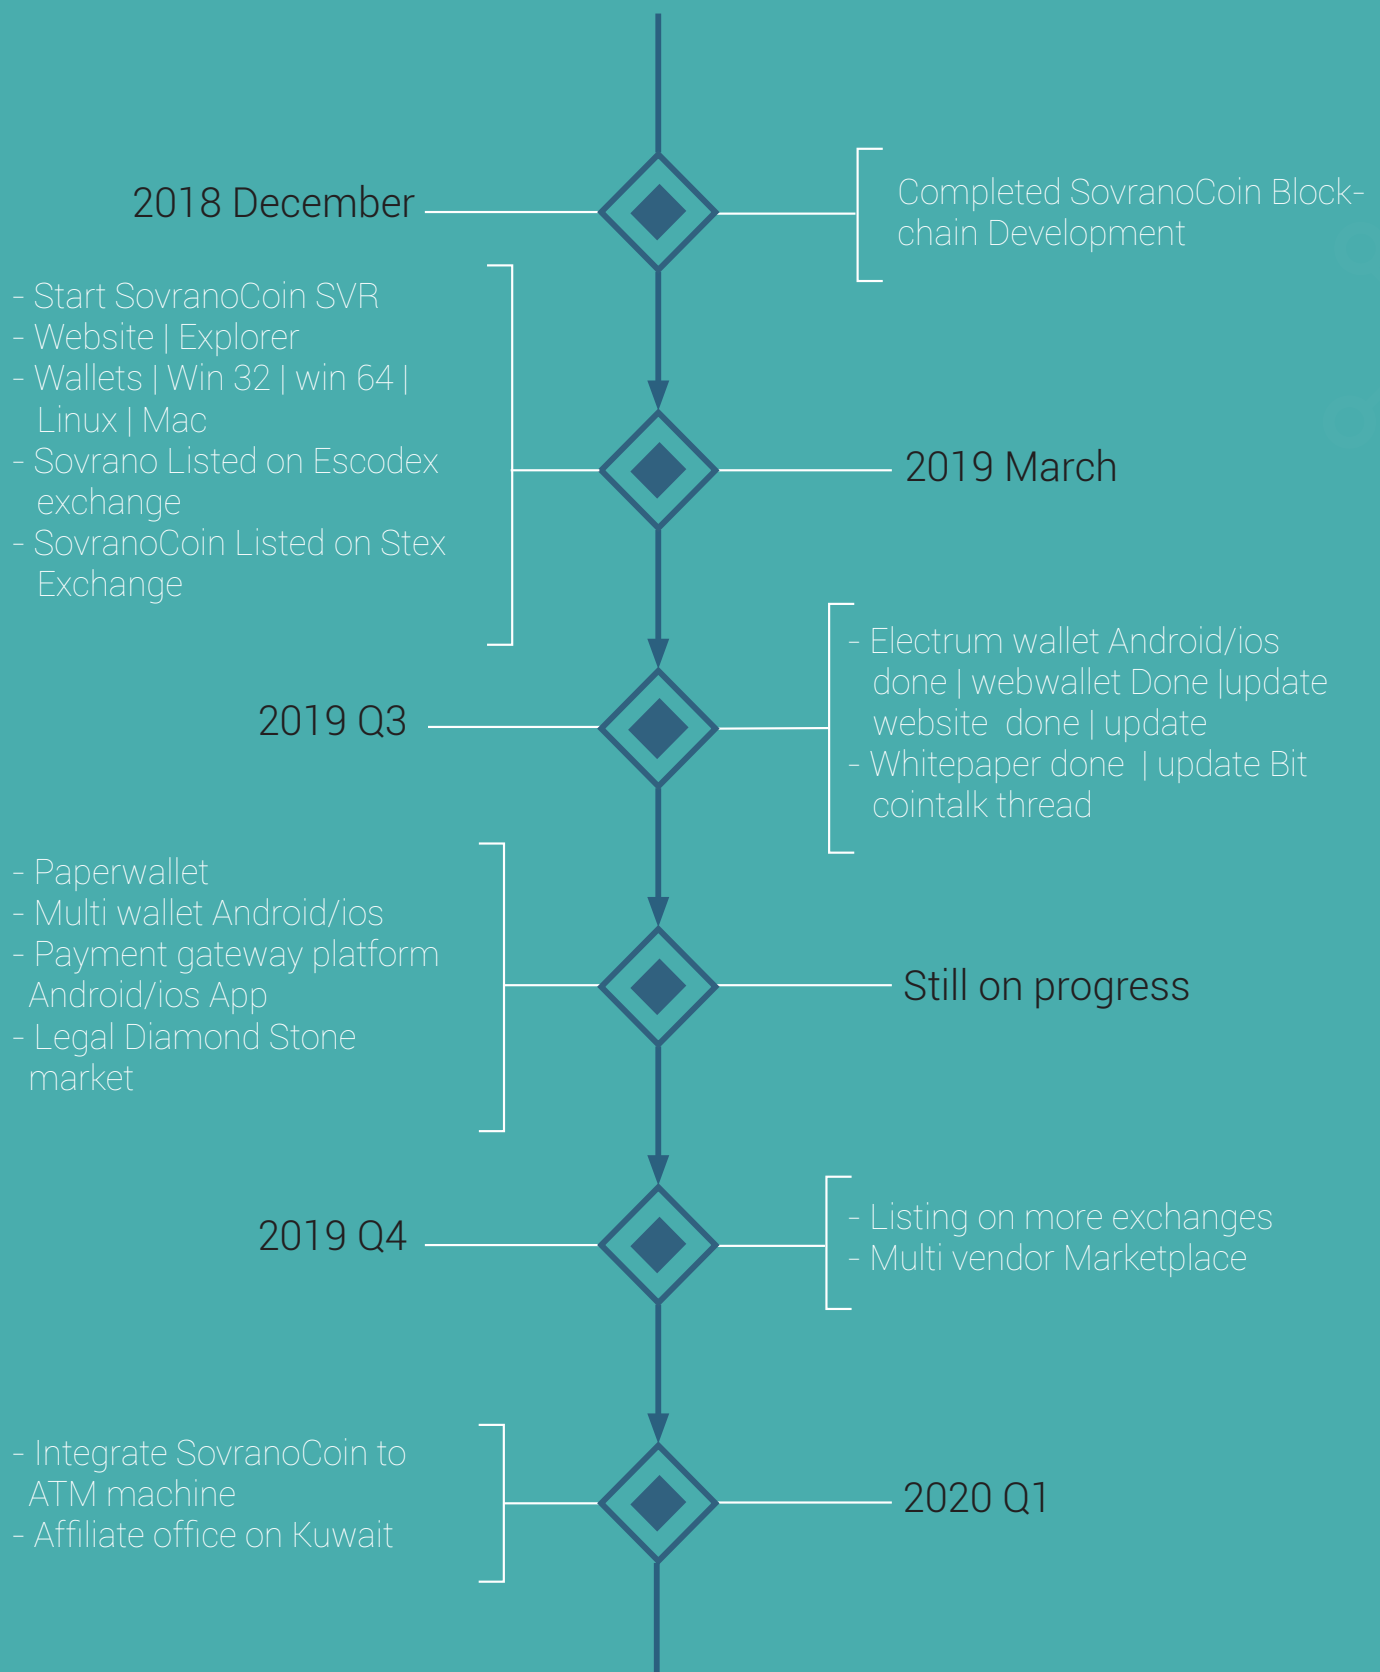 2018 December
Completed SovranoCoin Block-
chain Development
- Start SovranoCoin SVR
- Website | Explorer
- Wallets | Win 32 | win 64 |
Linux | Mac
- Sovrano Listed on Escodex
exchange
- SovranoCoin Listed on Stex
Exchange
2019 March
2019 Q3
- Electrum wallet Android/ios
done | webwallet Done |update
website  done | update
- Whitepaper done  | update Bit
cointalk thread
- Paperwallet
- Multi wallet Android/ios
- Payment gateway platform
Android/ios App
- Legal Diamond Stone
market
Still on progress
2019 Q4
- Listing on more exchanges
- Multi vendor Marketplace
- Integrate SovranoCoin to
ATM machine
- Affiliate office on Kuwait
2020 Q1